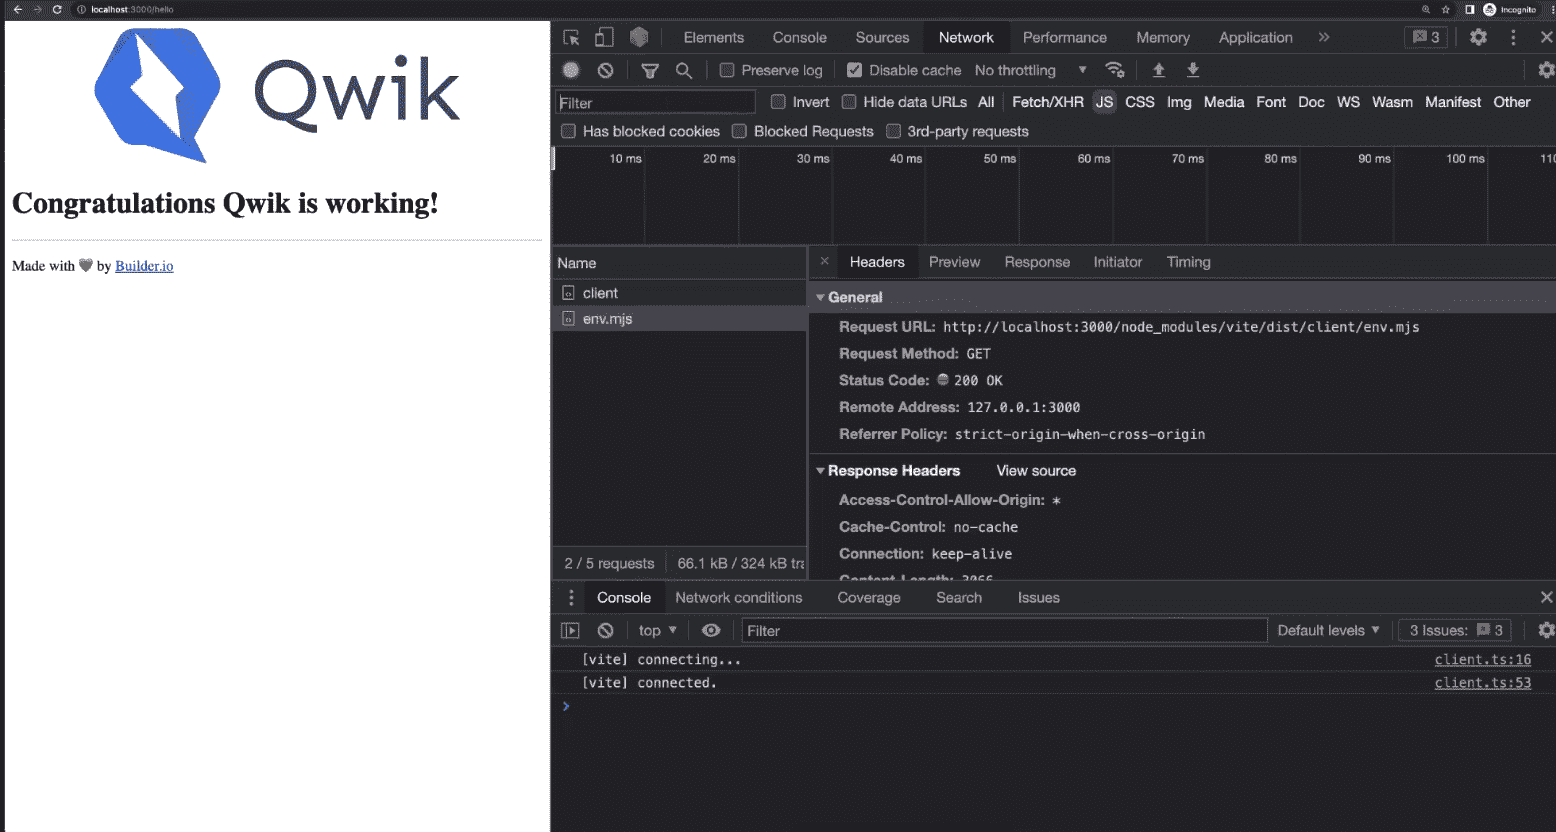 localhost:3000/hello
Incognito
Qwik
Congratulations Qwik is working!
Made with 🖤 by Builder.io
Elements Console Sources Network Performance Memory Application » 3
Preserve log Disable cache No throttling
Filter Invert Hide data URLs All Fetch/XHR JS CSS Img Media Font Doc WS Wasm Manifest Other
Has blocked cookies Blocked Requests 3rd-party requests
10 ms 20 ms 30 ms 40 ms 50 ms 60 ms 70 ms 80 ms 90 ms 100 ms 110
Name
client
env.mjs
2 / 5 requests 66.1 kB / 324 kB tra
Headers Preview Response Initiator Timing
General
Request URL: http://localhost:3000/node_modules/vite/dist/client/env.mjs
Request Method: GET
Status Code: 200 OK
Remote Address: 127.0.0.1:3000
Referrer Policy: strict-origin-when-cross-origin
Response Headers View source
Access-Control-Allow-Origin: *
Cache-Control: no-cache
Connection: keep-alive
Content-Length: 3066
Console Network conditions Coverage Search Issues
top Filter Default levels 3 Issues: 3
[vite] connecting... client.ts:16
[vite] connected. client.ts:53